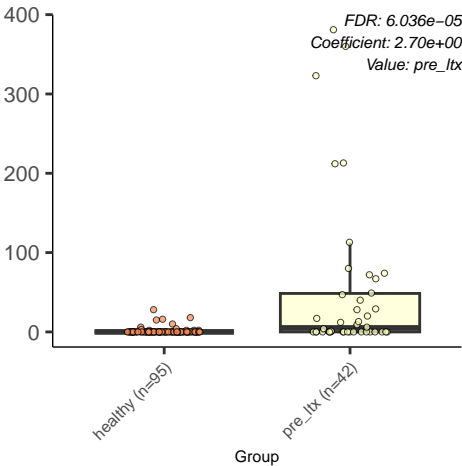 400
300
200
100
0
FDR: 6.036e−05
Coefficient: 2.70e+00
Value: pre_ltx
healthy (n=95)
pre_ltx (n=42)
Group